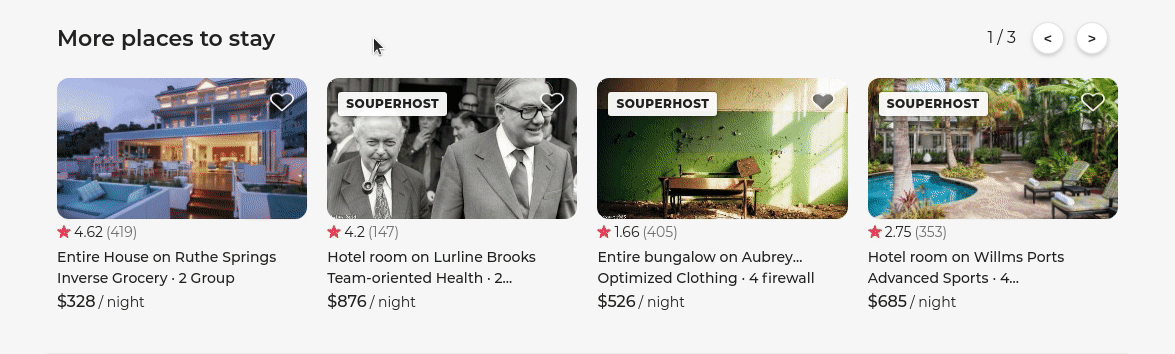 More places to stay
1 / 3
<
>
SOUPERHOST
SOUPERHOST
SOUPERHOST
4.62 (419)
Entire House on Ruthe Springs
Inverse Grocery · 2 Group
$328 / night
4.2 (147)
Hotel room on Lurline Brooks
Team-oriented Health · 2...
$876 / night
1.66 (405)
Entire bungalow on Aubrey...
Optimized Clothing · 4 firewall
$526 / night
2.75 (353)
Hotel room on Willms Ports
Advanced Sports · 4...
$685 / night